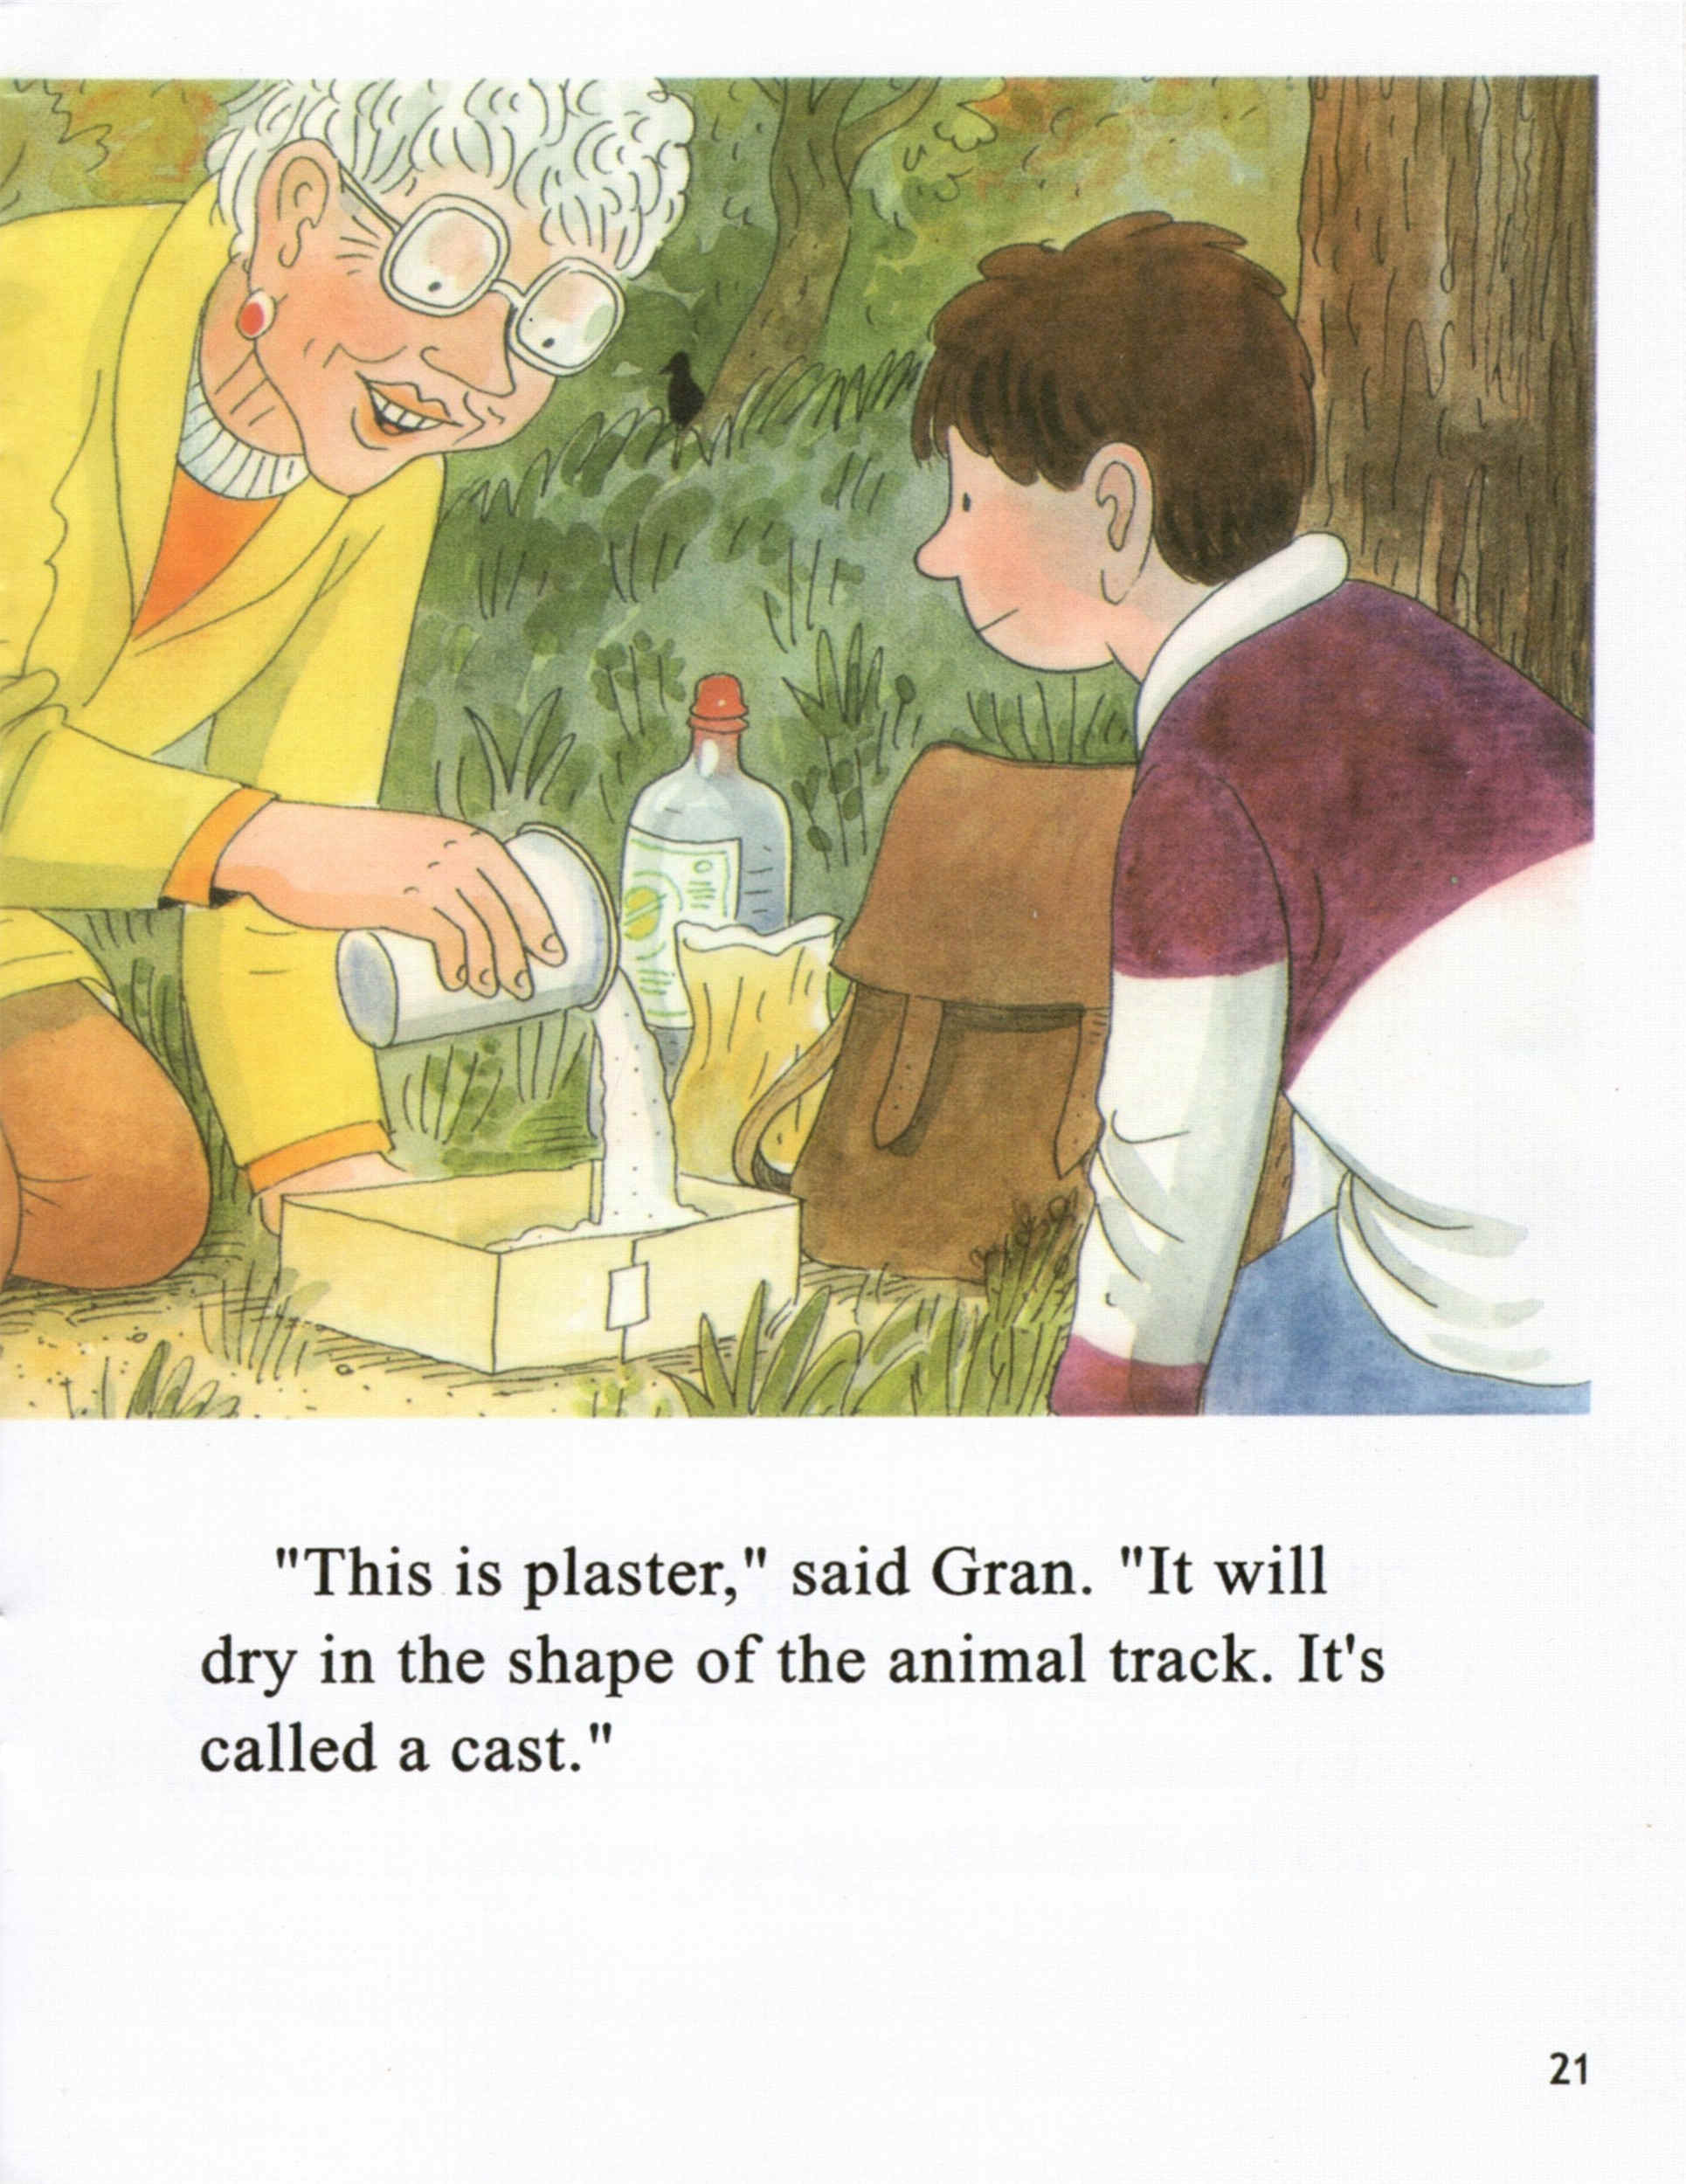 "This is plaster," said Gran. "It will
dry in the shape of the animal track. It's
called a cast."
21